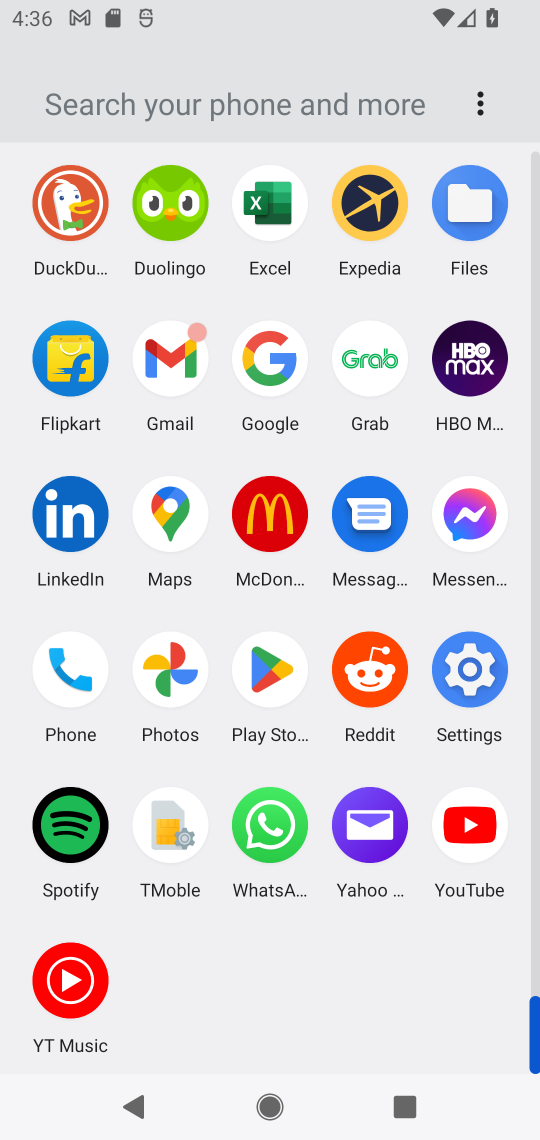 4:36
Search your phone and more
DuckDu... Duolingo Excel Expedia Files
Flipkart Gmail Google Grab HBO M...
LinkedIn Maps McDon... Messag... Messen...
Phone Photos Play Sto... Reddit Settings
Spotify TMoble WhatsA... Yahoo ... YouTube
YT Music